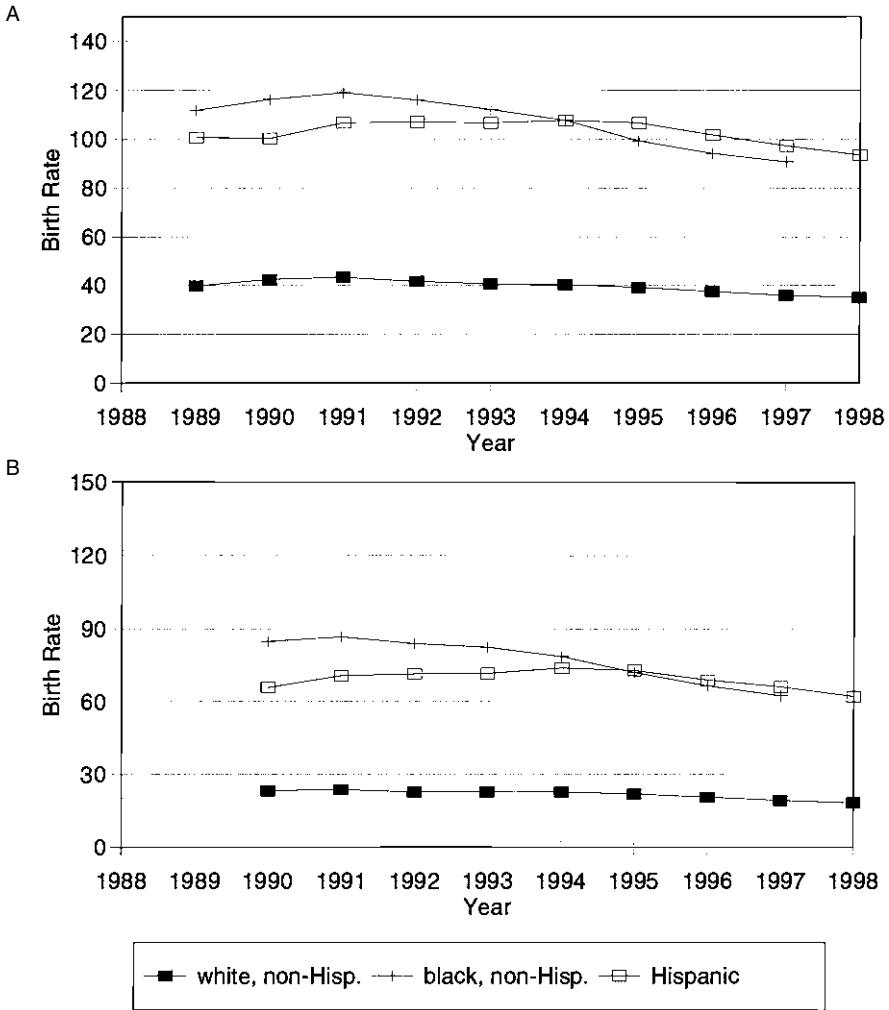 A
140
120
100
80
60
40
20
0
Birth Rate
1988 1989 1990 1991 1992 1993 1994 1995 1996 1997 1998
Year
B
150
120
90
60
30
0
Birth Rate
1988 1989 1990 1991 1992 1993 1994 1995 1996 1997 1998
Year
white, non-Hisp. black, non-Hisp. Hispanic